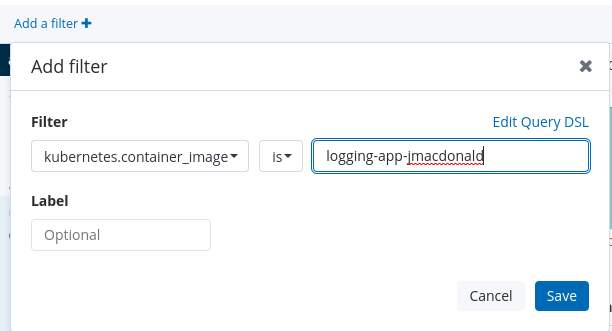 Add a filter +
Add filter
Filter
Edit Query DSL
kubernetes.container_image
is
logging-app-jmacdonald
Label
Optional
Cancel
Save